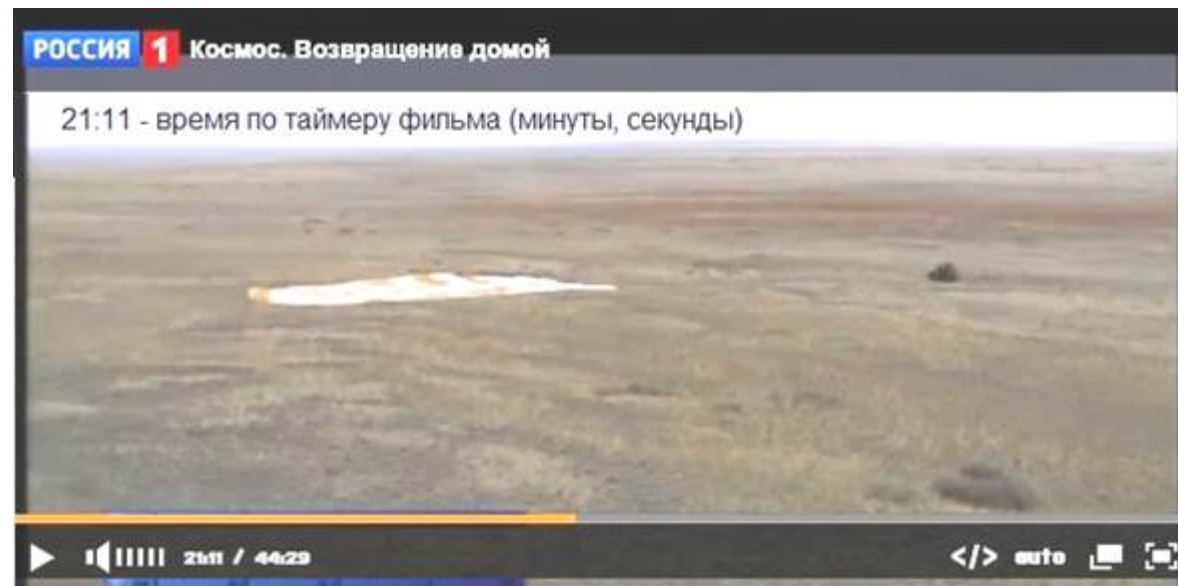 РОССИЯ 1 Космос. Возвращение домой
21:11 - время по таймеру фильма (минуты, секунды)
21:11 / 44:29
</> auto